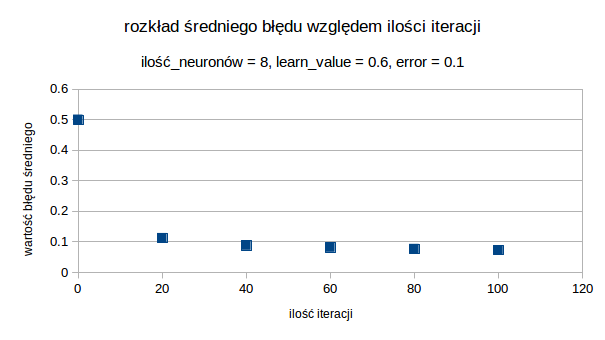 rozkład średniego błędu względem ilości iteracji
ilość_neuronów = 8, learn_value = 0.6, error = 0.1
wartość błędu średniego
0.6
0.5
0.4
0.3
0.2
0.1
0
0 20 40 60 80 100 120
ilość iteracji